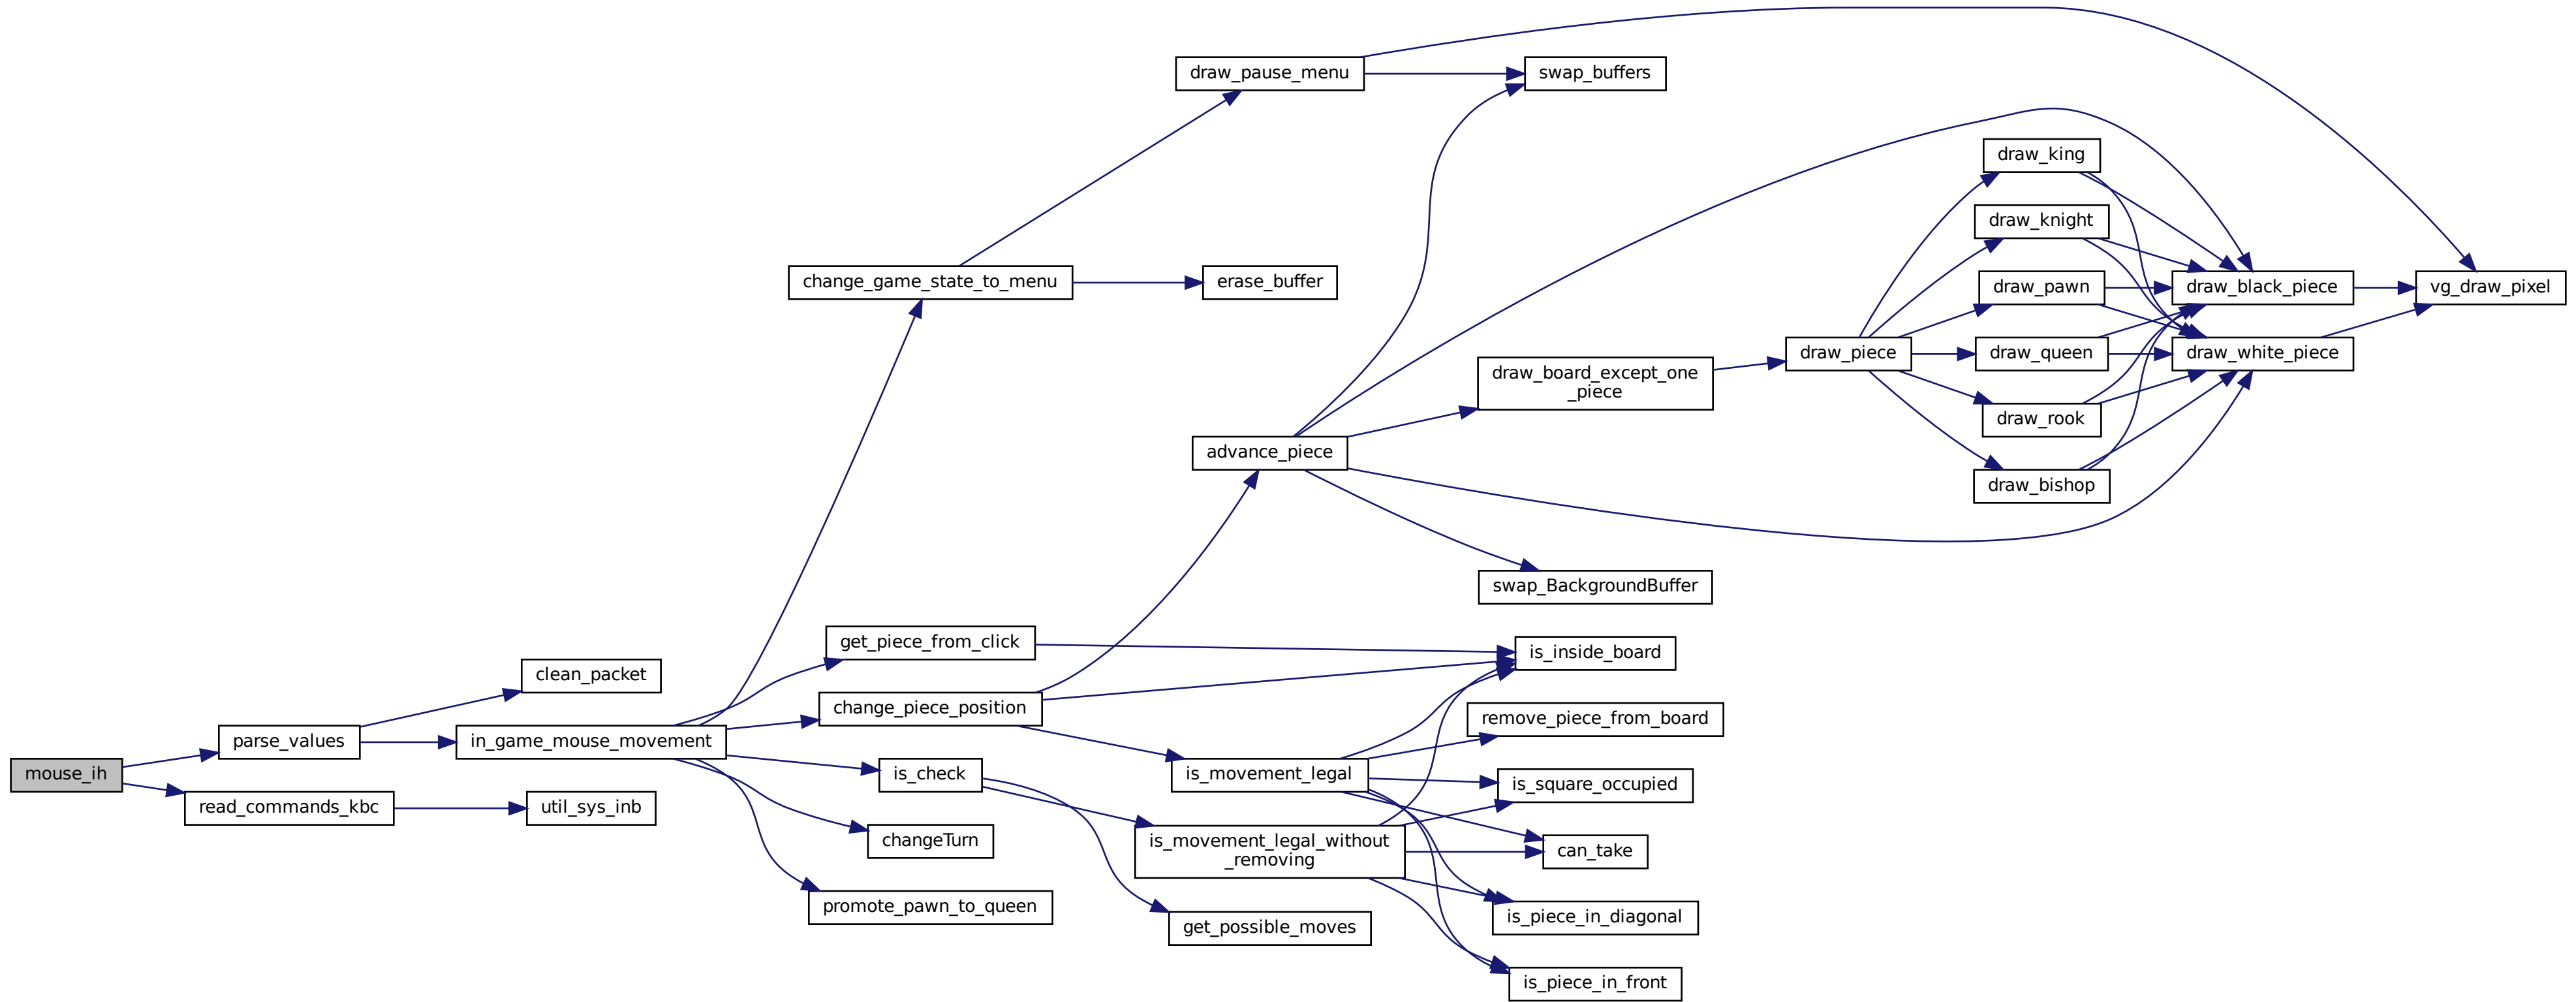 draw_pause_menu
swap_buffers
draw_king
draw_knight
change_game_state_to_menu
erase_buffer
draw_pawn
draw_black_piece
vg_draw_pixel
draw_piece
draw_queen
draw_white_piece
draw_board_except_one
_piece
draw_rook
advance_piece
draw_bishop
swap_BackgroundBuffer
get_piece_from_click
is_inside_board
clean_packet
change_piece_position
remove_piece_from_board
parse_values
in_game_mouse_movement
mouse_ih
is_check
is_movement_legal
is_square_occupied
read_commands_kbc
util_sys_inb
changeTurn
is_movement_legal_without
_removing
can_take
promote_pawn_to_queen
get_possible_moves
is_piece_in_diagonal
is_piece_in_front